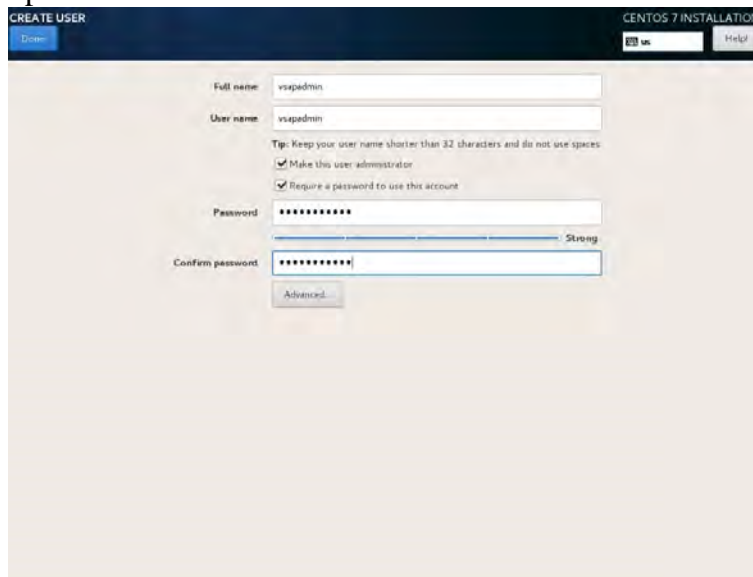 CREATE USER
CENTOS 7 INSTALLATIO
Done
us
Help!
Full name
vsapadmin
User name
vsapadmin
Tip: Keep your user name shorter than 32 characters and do not use spaces.
Make this user administrator
Require a password to use this account
Password
•••••••••••
Strong
Confirm password
•••••••••••
Advanced...